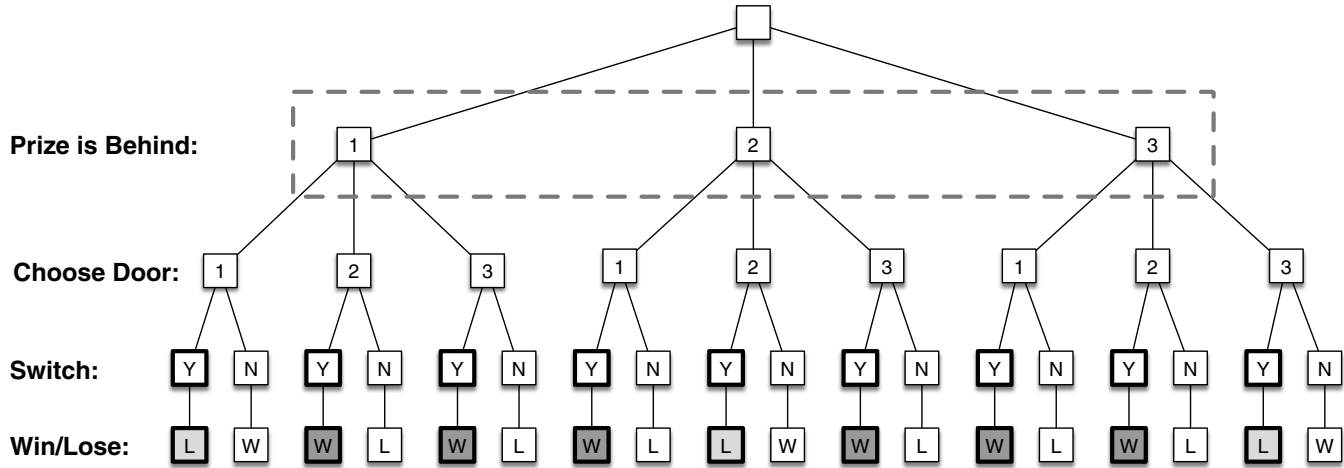 Prize is Behind: 1 2 3
Choose Door: 1 2 3 1 2 3 1 2 3
Switch: Y N Y N Y N Y N Y N Y N Y N Y N Y N
Win/Lose: L W W L W L W L L W W L W L W L L W